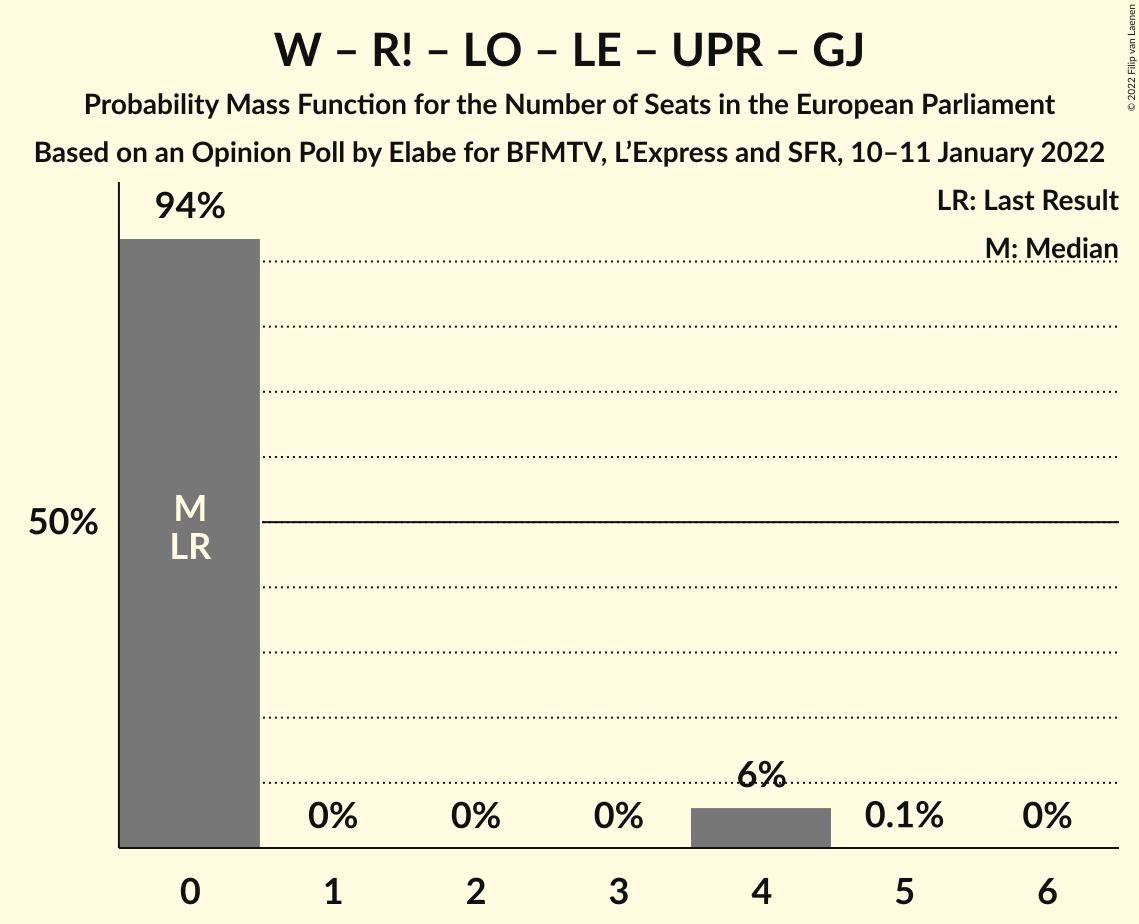 W – R! – LO – LE – UPR – GJ
Probability Mass Function for the Number of Seats in the European Parliament
Based on an Opinion Poll by Elabe for BFMTV, L’Express and SFR, 10–11 January 2022
© 2022 Filip van Laenen
LR: Last Result
M: Median
94%
M
LR
50%
0%
0%
0%
6%
0.1%
0%
0
1
2
3
4
5
6